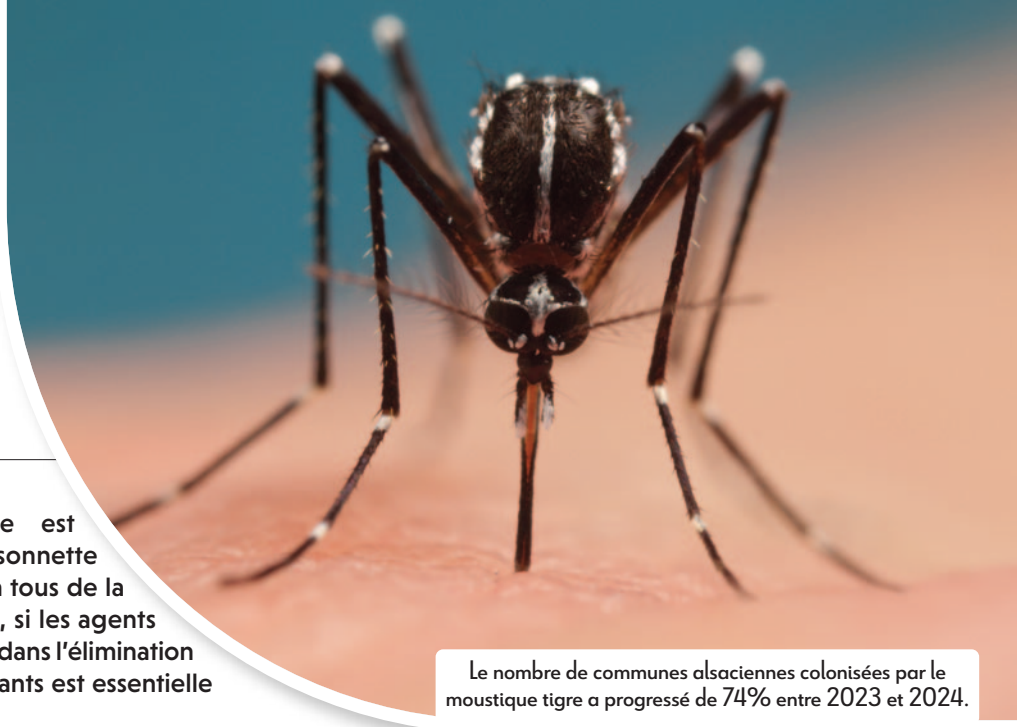 e est
sonnette
tous de la
, si les agents
dans l'élimination
ants est essentielle
Le nombre de communes alsaciennes colonisées par le
moustique tigre a progressé de 74% entre 2023 et 2024.